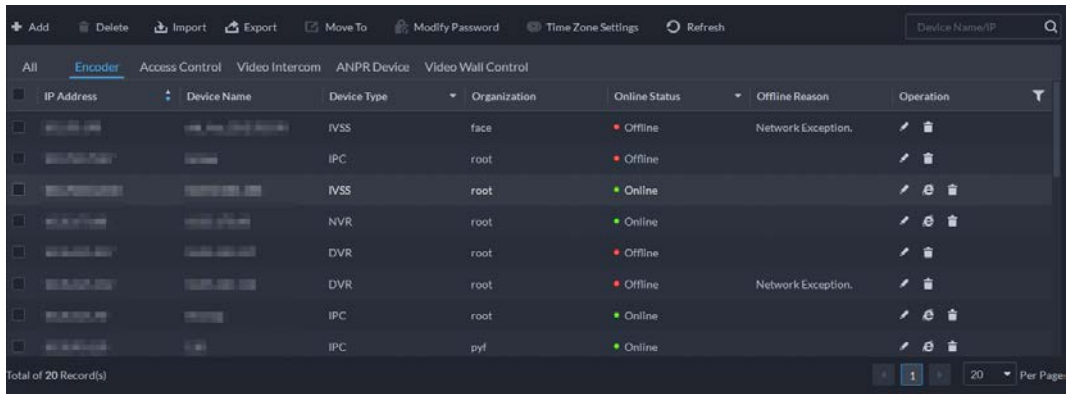 Add Delete Import Export Move To Modify Password Time Zone Settings Refresh Device Name/IP
All Encoder Access Control Video Intercom ANPR Device Video Wall Control
IP Address Device Name Device Type Organization Online Status Offline Reason Operation
IVSS face Offline Network Exception.
IPC root Offline
IVSS root Online
NVR root Online
DVR root Offline
DVR root Offline Network Exception.
IPC root Online
IPC pyf Online
Total of 20 Record(s) 1 20 Per Page